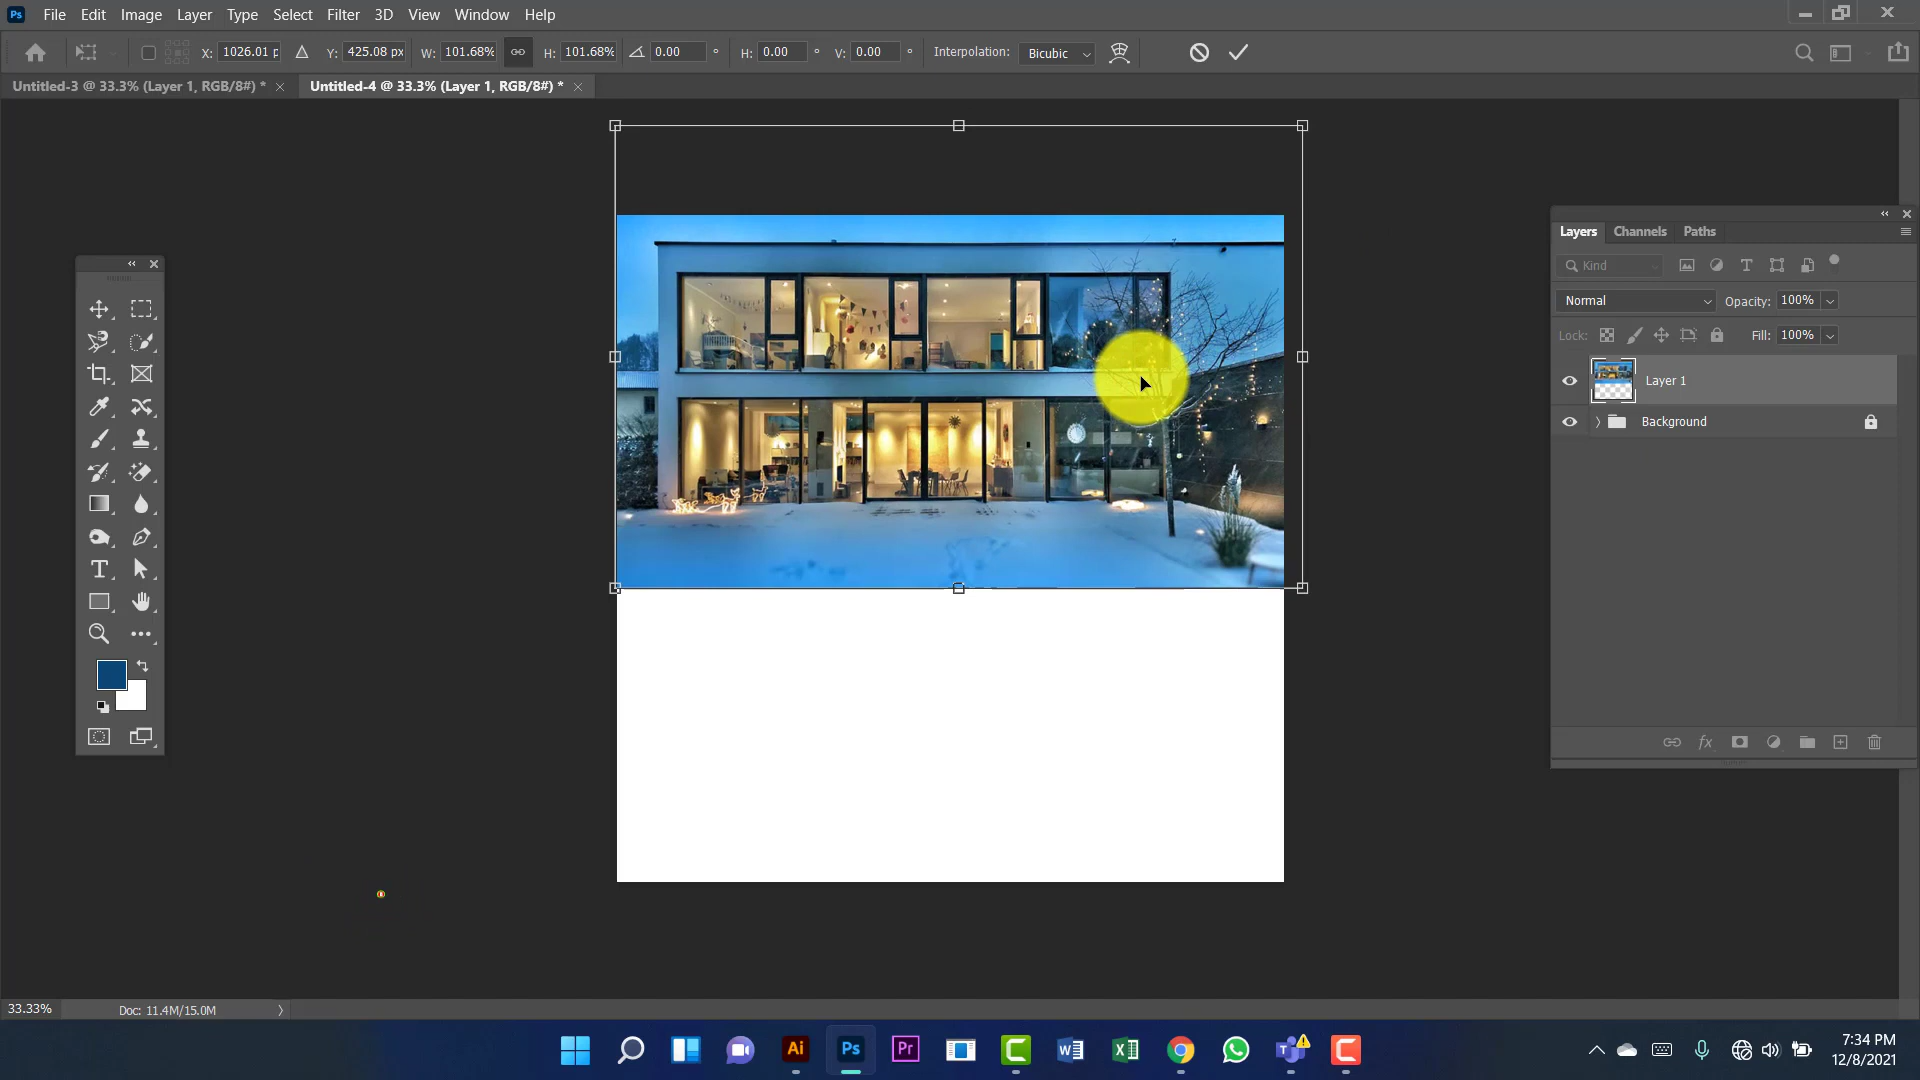 Ps File Edit Image Layer Type Select Filter 3D View Window Help
X: 1026.01 p Y: 425.08 px W: 101.68% H: 101.68% 0.00 ° H: 0.00 ° V: 0.00 ° Interpolation: Bicubic
Untitled-3 @ 33.3% (Layer 1, RGB/8#) * Untitled-4 @ 33.3% (Layer 1, RGB/8#) *
Layers Channels Paths
Kind
Normal Opacity: 100%
Lock: Fill: 100%
Layer 1
Background
33.33% Doc: 11.4M/15.0M
Ai Ps Pr
7:34 PM
12/8/2021